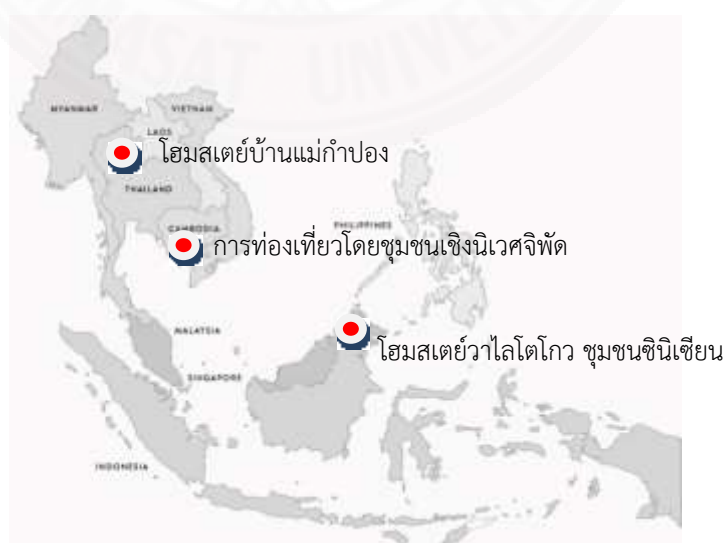 ASAT UNIVE
MYANMAR
VIETNAM
LAOS
โฮมสเตย์บ้านแม่กำปอง
THAILAND
CAMBODIA
PHILIPPINES
การท่องเที่ยวโดยชุมชนเชิงนิเวศจิพัด
MALAYSIA
โฮมสเตย์วาไลโตโกว ชุมชนซินิเซียน
SINGAPORE
INDONESIA